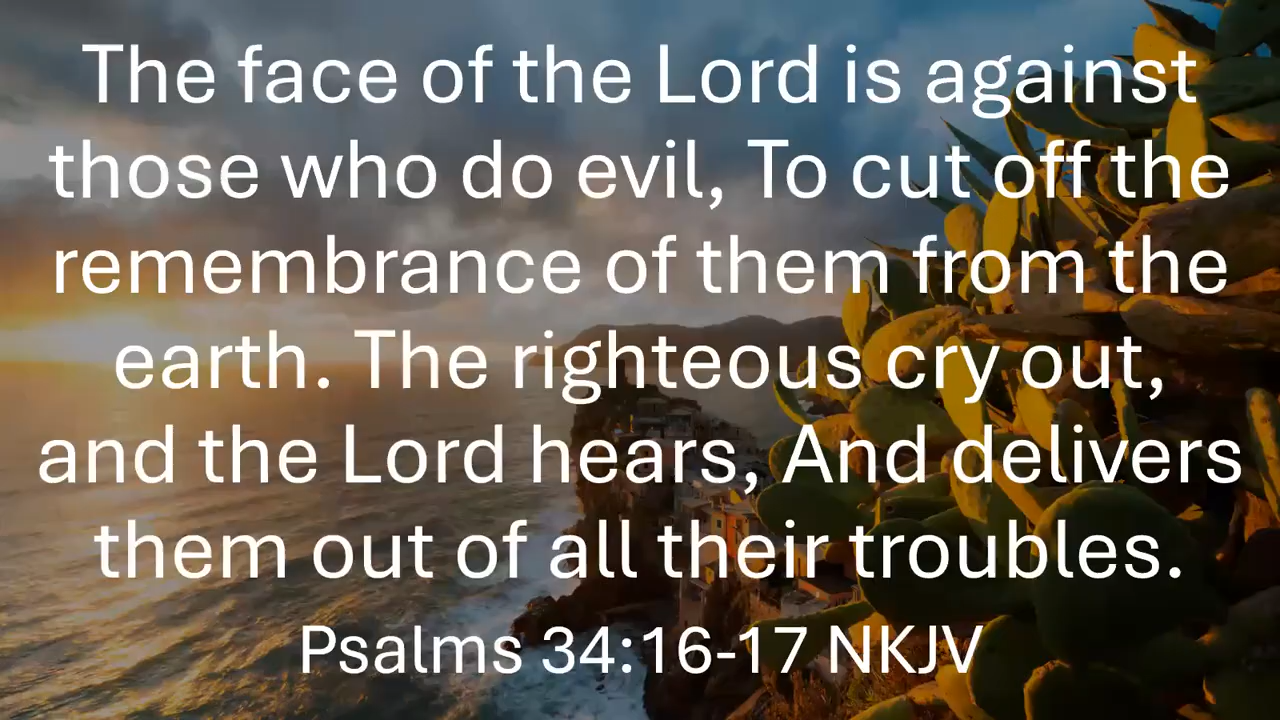 The face of the Lord is against
those who do evil, To cut off the
remembrance of them from the
earth. The righteous cry out,
and the Lord hears, And delivers
them out of all their troubles.
Psalms 34:16-17 NKJV